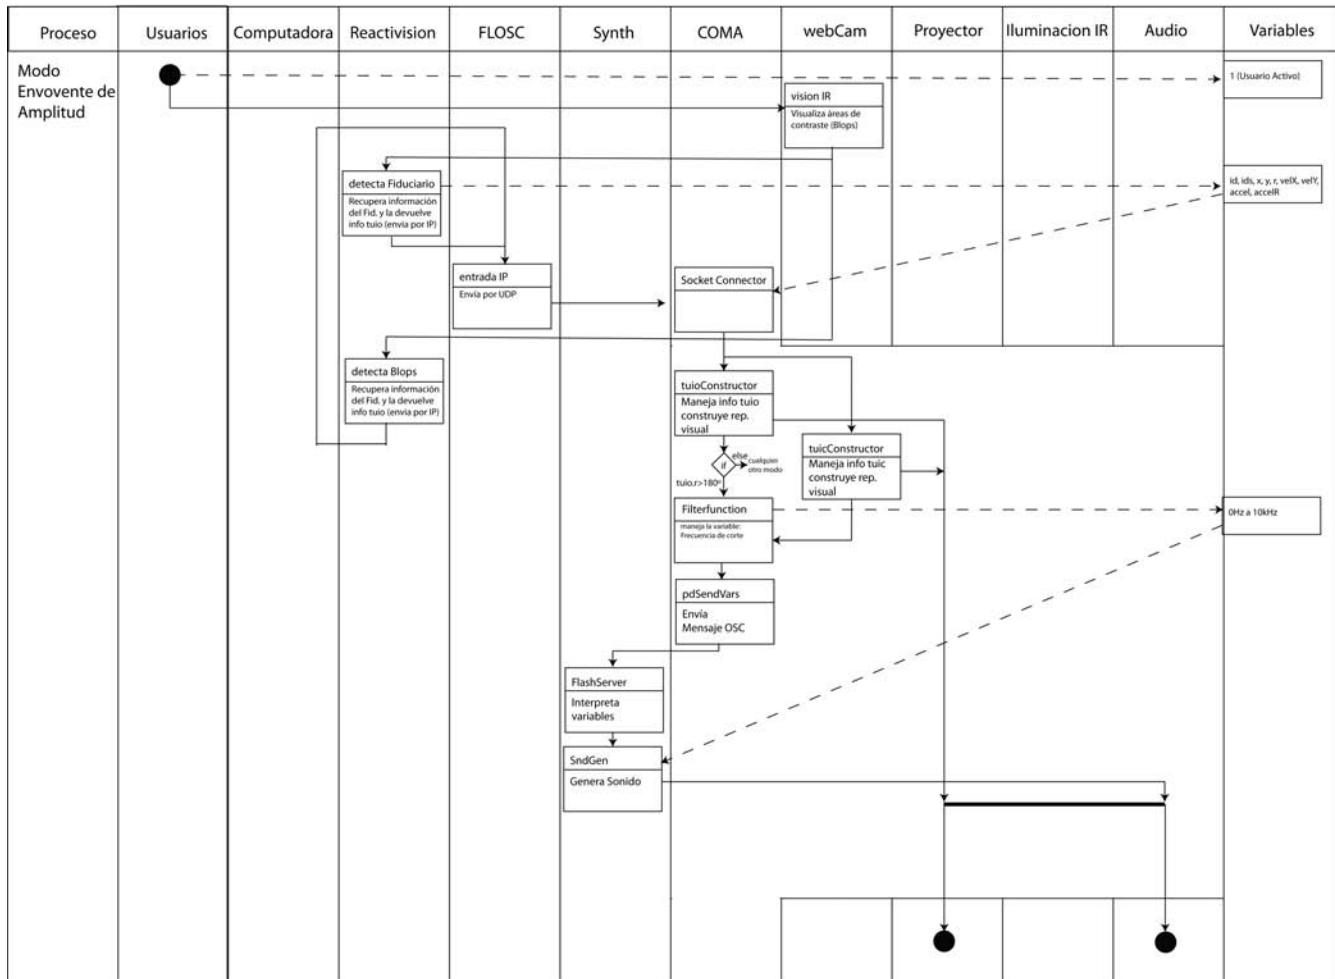 Proceso
Usuarios
Computadora
Reactivision
FLOSC
Synth
COMA
webCam
Proyector
Iluminacion IR
Audio
Variables
Modo
Envovente de
Amplitud
1 (Usuario Activo)
vision IR
Visualiza áreas de
contraste (Blops)
detecta Fiduciario
Recupera información
del Fid. y la devuelve
info tuio (envia por IP)
id, ids, x, y, r, velX, velY,
accel, accelR
entrada IP
Envía por UDP
Socket Connector
detecta Blops
Recupera información
del Fid. y la devuelve
info tuio (envia por IP)
tuioConstructor
Maneja info tuio
construye rep.
visual
tuicConstructor
Maneja info tuic
construye rep.
visual
if
else
cualquien
otro modo
tuio.r>180º
Filterfunction
maneja la variable:
Frecuencia de corte
0Hz a 10kHz
pdSendVars
Envía
Mensaje OSC
FlashServer
Interpreta
variables
SndGen
Genera Sonido